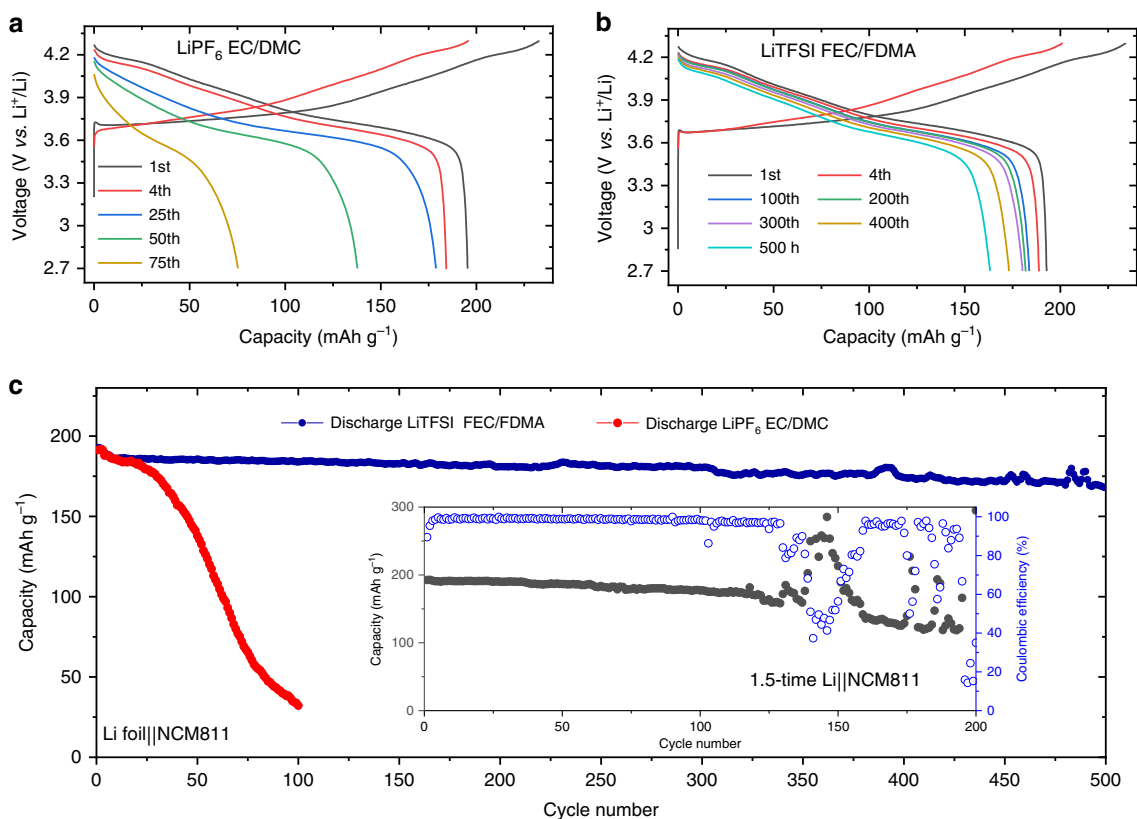 a
LiPF₆ EC/DMC
4.2
3.9
3.6
3.3
3
2.7
Voltage (V vs. Li⁺/Li)
1st
4th
25th
50th
75th
0 50 100 150 200
Capacity (mAh g⁻¹)
b
LiTFSI FEC/FDMA
4.2
3.9
3.6
3.3
3
2.7
Voltage (V vs. Li⁺/Li)
1st 4th
100th 200th
300th 400th
500 h
0 50 100 150 200
Capacity (mAh g⁻¹)
c
Discharge LiTFSI FEC/FDMA Discharge LiPF₆ EC/DMC
200
150
100
50
0
Capacity (mAh g⁻¹)
300
200
100
0
Capacity (mAh g⁻¹)
100
80
60
40
20
0
Coulombic efficiency (%)
1.5-time Li||NCM811
0 50 100 150 200
Cycle number
Li foil||NCM811
0 50 100 150 200 250 300 350 400 450 500
Cycle number